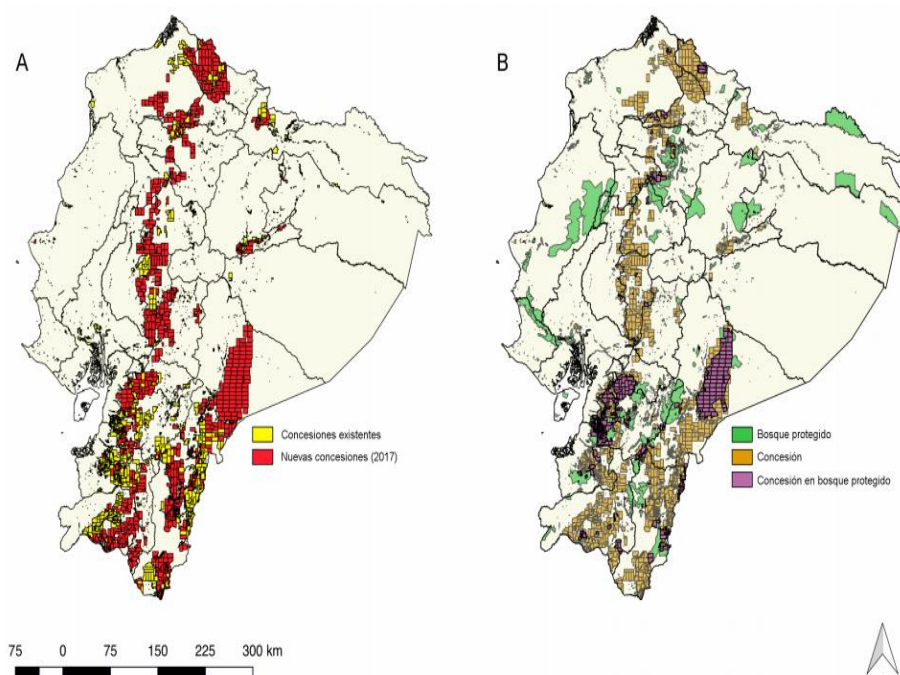 A
B
Concesiones existentes
Nuevas concesiones (2017)
Bosque protegido
Concesión
Concesión en bosque protegido
75 0 75 150 225 300 km